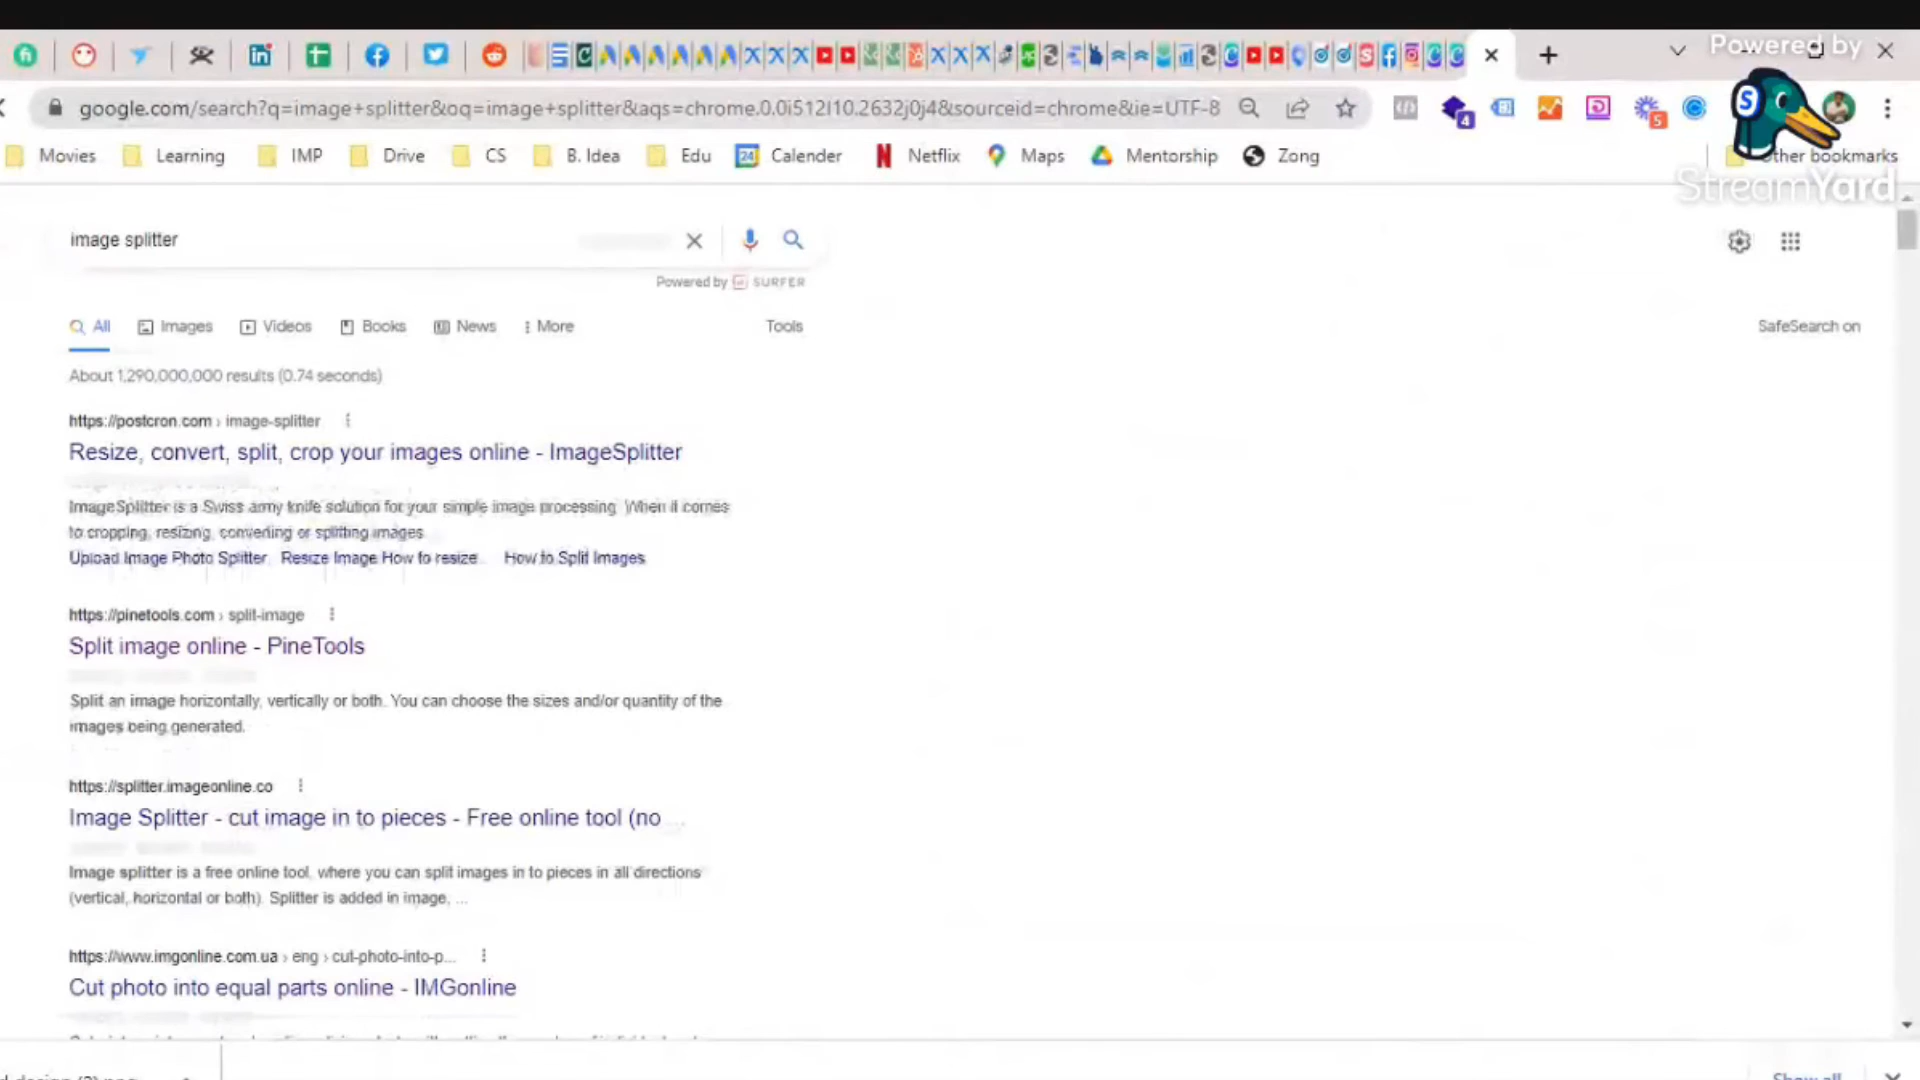 Powered by
google.com/search?q=image+splitter&oq=image+splitter&aqs=chrome.0.0i512l10.2632j0j4&sourceid=chrome&ie=UTF-8
4
5
Movies Learning IMP Drive CS B. Idea Edu 24 Calender Netflix Maps Mentorship Zong Other bookmarks
StreamYard
image splitter
Powered by SURFER
All Images Videos Books News More Tools SafeSearch on
About 1,290,000,000 results (0.74 seconds)
https://postcron.com › image-splitter
Resize, convert, split, crop your images online - ImageSplitter
ImageSplitter is a Swiss army knife solution for your simple image processing. When it comes
to cropping, resizing, converting or splitting images.
Upload Image Photo Splitter Resize Image How to resize How to Split Images
https://pinetools.com › split-image
Split image online - PineTools
Split an image horizontally, vertically or both. You can choose the sizes and/or quantity of the
images being generated.
https://splitter.imageonline.co
Image Splitter - cut image in to pieces - Free online tool (no ...
Image splitter is a free online tool, where you can split images in to pieces in all directions
(vertical, horizontal or both). Splitter is added in image, ...
https://www.imgonline.com.ua › eng › cut-photo-into-p...
Cut photo into equal parts online - IMGonline
Show all